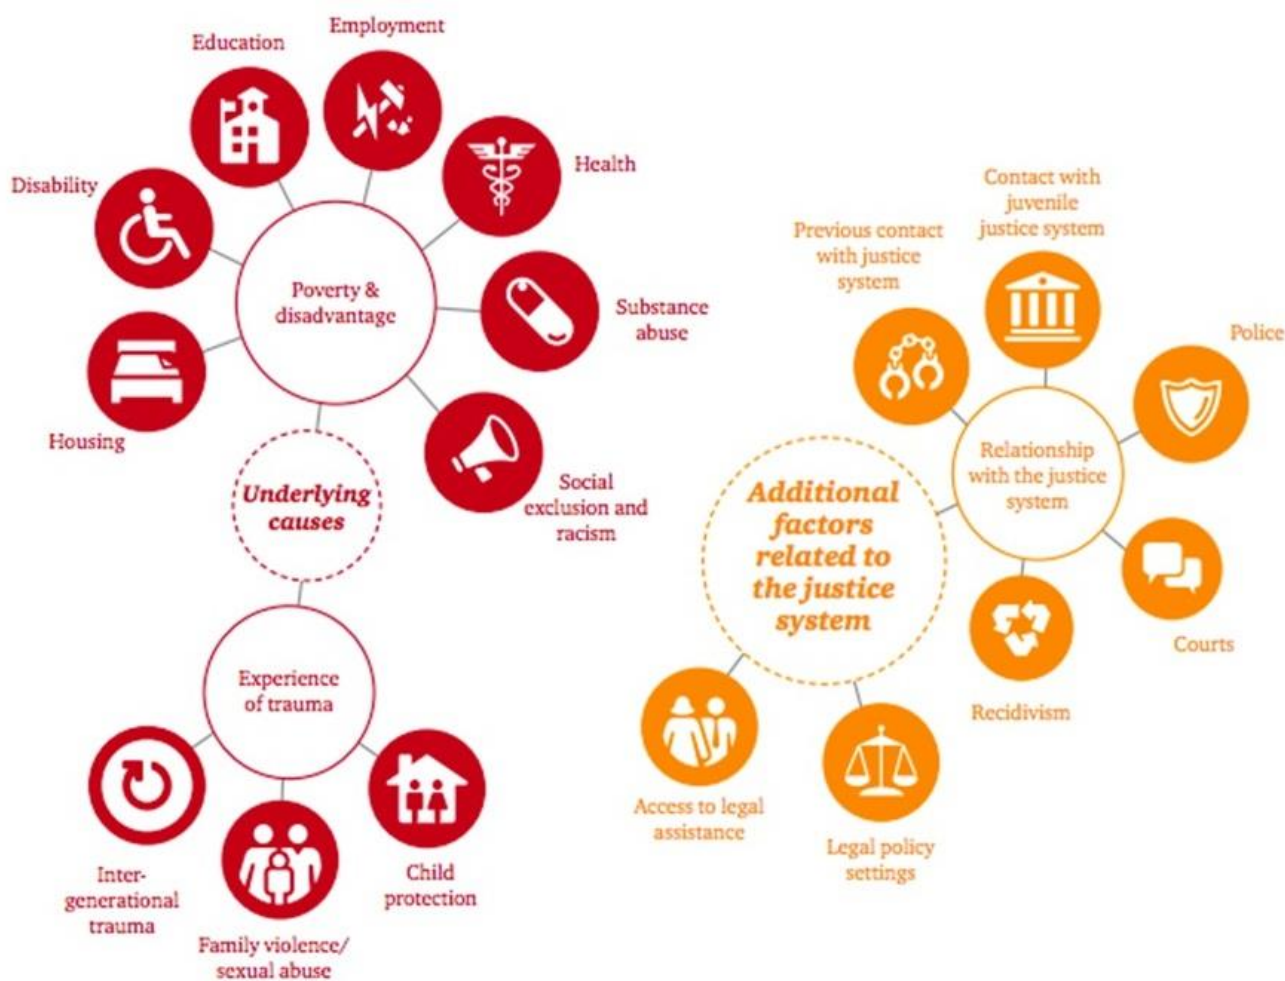 Employment
Education
Health
Disability
Poverty &
disadvantage
Substance
abuse
Housing
Social
exclusion and
racism
Underlying
causes
Experience
of trauma
Inter-
generational
trauma
Family violence/
sexual abuse
Child
protection
Contact with
juvenile
justice system
Previous contact
with justice
system
Police
Relationship
with the justice
system
Additional
factors
related to
the justice
system
Courts
Recidivism
Access to legal
assistance
Legal policy
settings